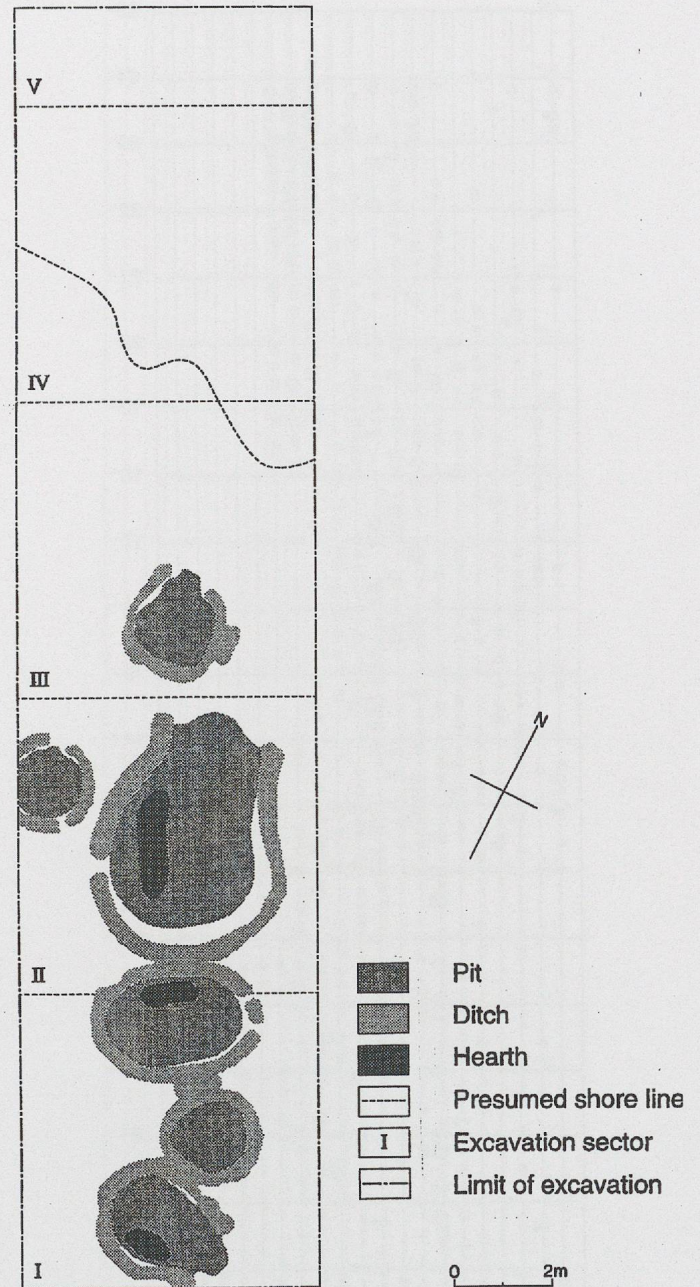 V
IV
III
N
II
Pit
Ditch
Hearth
Presumed shore line
I Excavation sector
Limit of excavation
I
0 2m